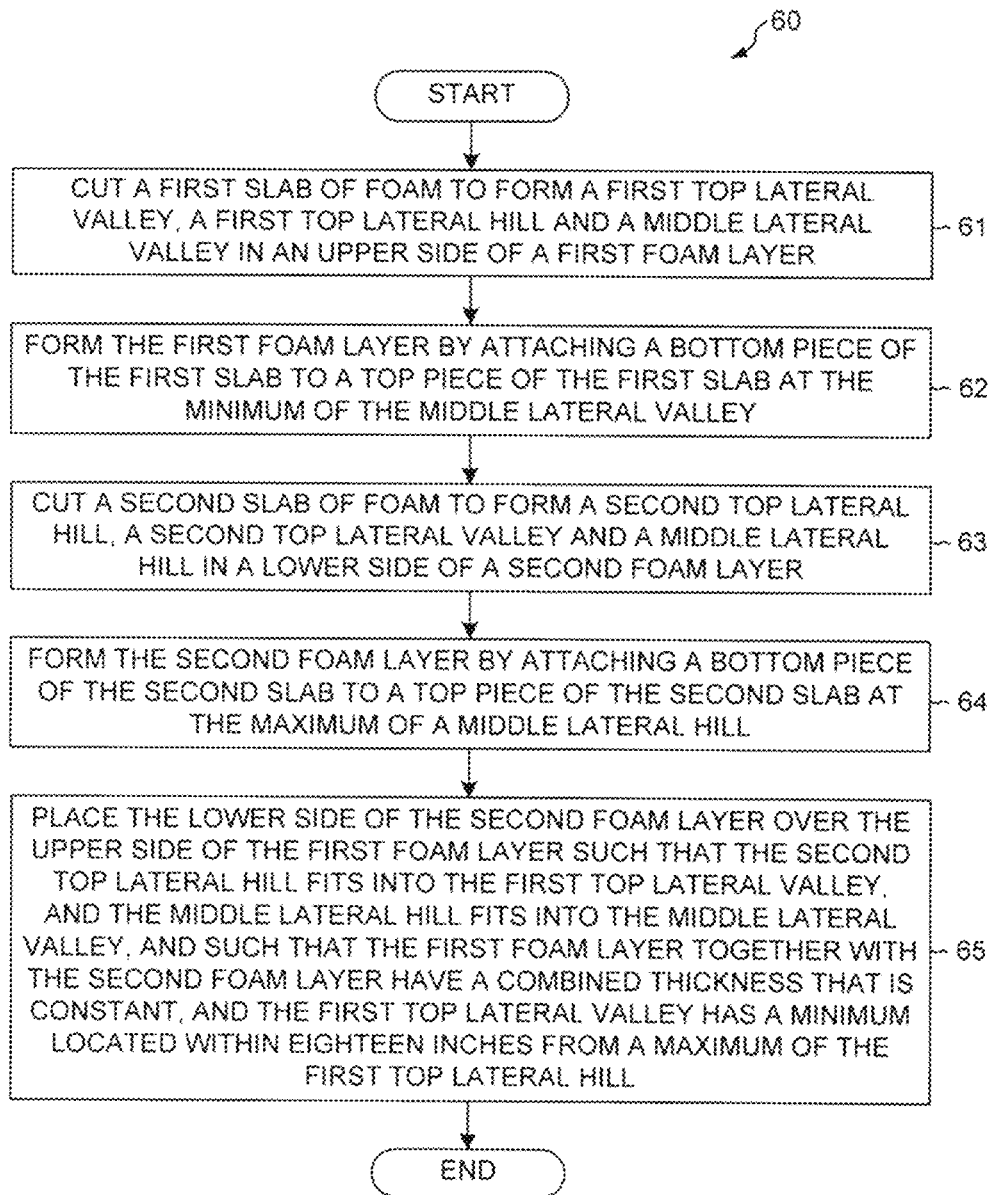 60
START
CUT A FIRST SLAB OF FOAM TO FORM A FIRST TOP LATERAL
VALLEY, A FIRST TOP LATERAL HILL AND A MIDDLE LATERAL
VALLEY IN AN UPPER SIDE OF A FIRST FOAM LAYER
61
FORM THE FIRST FOAM LAYER BY ATTACHING A BOTTOM PIECE OF
THE FIRST SLAB TO A TOP PIECE OF THE FIRST SLAB AT THE
MINIMUM OF THE MIDDLE LATERAL VALLEY
62
CUT A SECOND SLAB OF FOAM TO FORM A SECOND TOP LATERAL
HILL, A SECOND TOP LATERAL VALLEY AND A MIDDLE LATERAL
HILL IN A LOWER SIDE OF A SECOND FOAM LAYER
63
FORM THE SECOND FOAM LAYER BY ATTACHING A BOTTOM PIECE
OF THE SECOND SLAB TO A TOP PIECE OF THE SECOND SLAB AT
THE MAXIMUM OF A MIDDLE LATERAL HILL
64
PLACE THE LOWER SIDE OF THE SECOND FOAM LAYER OVER THE
UPPER SIDE OF THE FIRST FOAM LAYER SUCH THAT THE SECOND
TOP LATERAL HILL FITS INTO THE FIRST TOP LATERAL VALLEY,
AND THE MIDDLE LATERAL HILL FITS INTO THE MIDDLE LATERAL
VALLEY, AND SUCH THAT THE FIRST FOAM LAYER TOGETHER WITH
THE SECOND FOAM LAYER HAVE A COMBINED THICKNESS THAT IS
CONSTANT, AND THE FIRST TOP LATERAL VALLEY HAS A MINIMUM
LOCATED WITHIN EIGHTEEN INCHES FROM A MAXIMUM OF THE
FIRST TOP LATERAL HILL
65
END